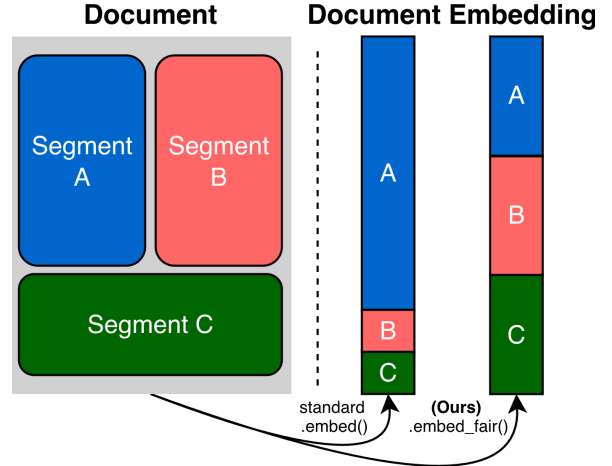 Document
Document Embedding
Segment
A
Segment
B
Segment C
A
B
C
A
B
C
standard
.embed()
(Ours)
.embed_fair()